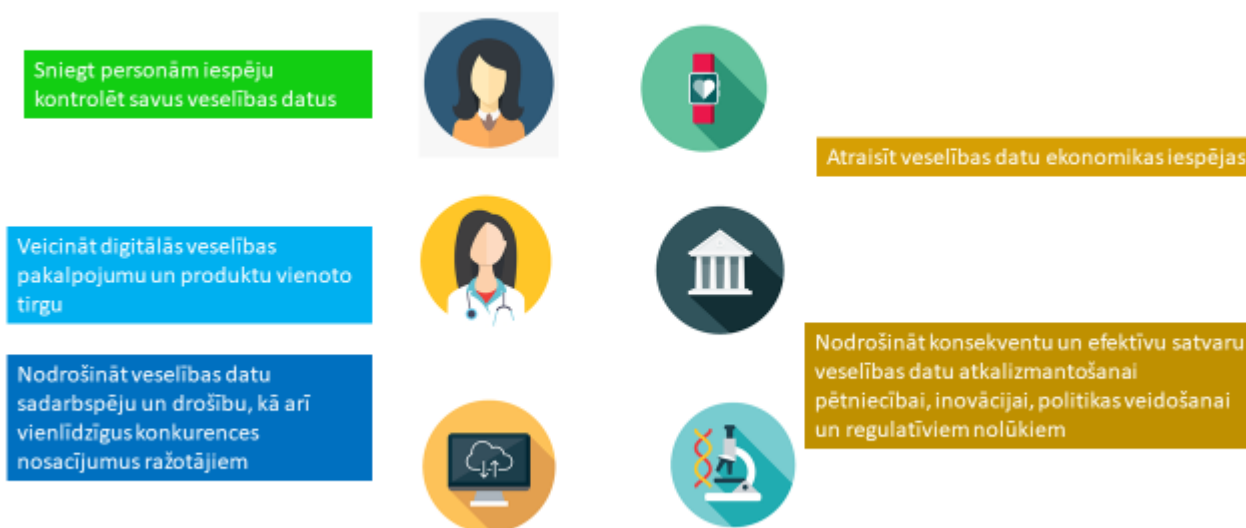 Sniegt personām iespēju
kontrolēt savus veselības datus
Atraisīt veselības datu ekonomikas iespējas
Veicināt digitālās veselības
pakalpojumu un produktu vienoto
tirgu
Nodrošināt konsekventu un efektīvu satvaru
veselības datu atkalizmantošanai
pētniecībai, inovācijai, politikas veidošanai
un regulatīviem nolūkiem
Nodrošināt veselības datu
sadarbspēju un drošību, kā arī
vienlīdzīgus konkurences
nosacījumus ražotājiem